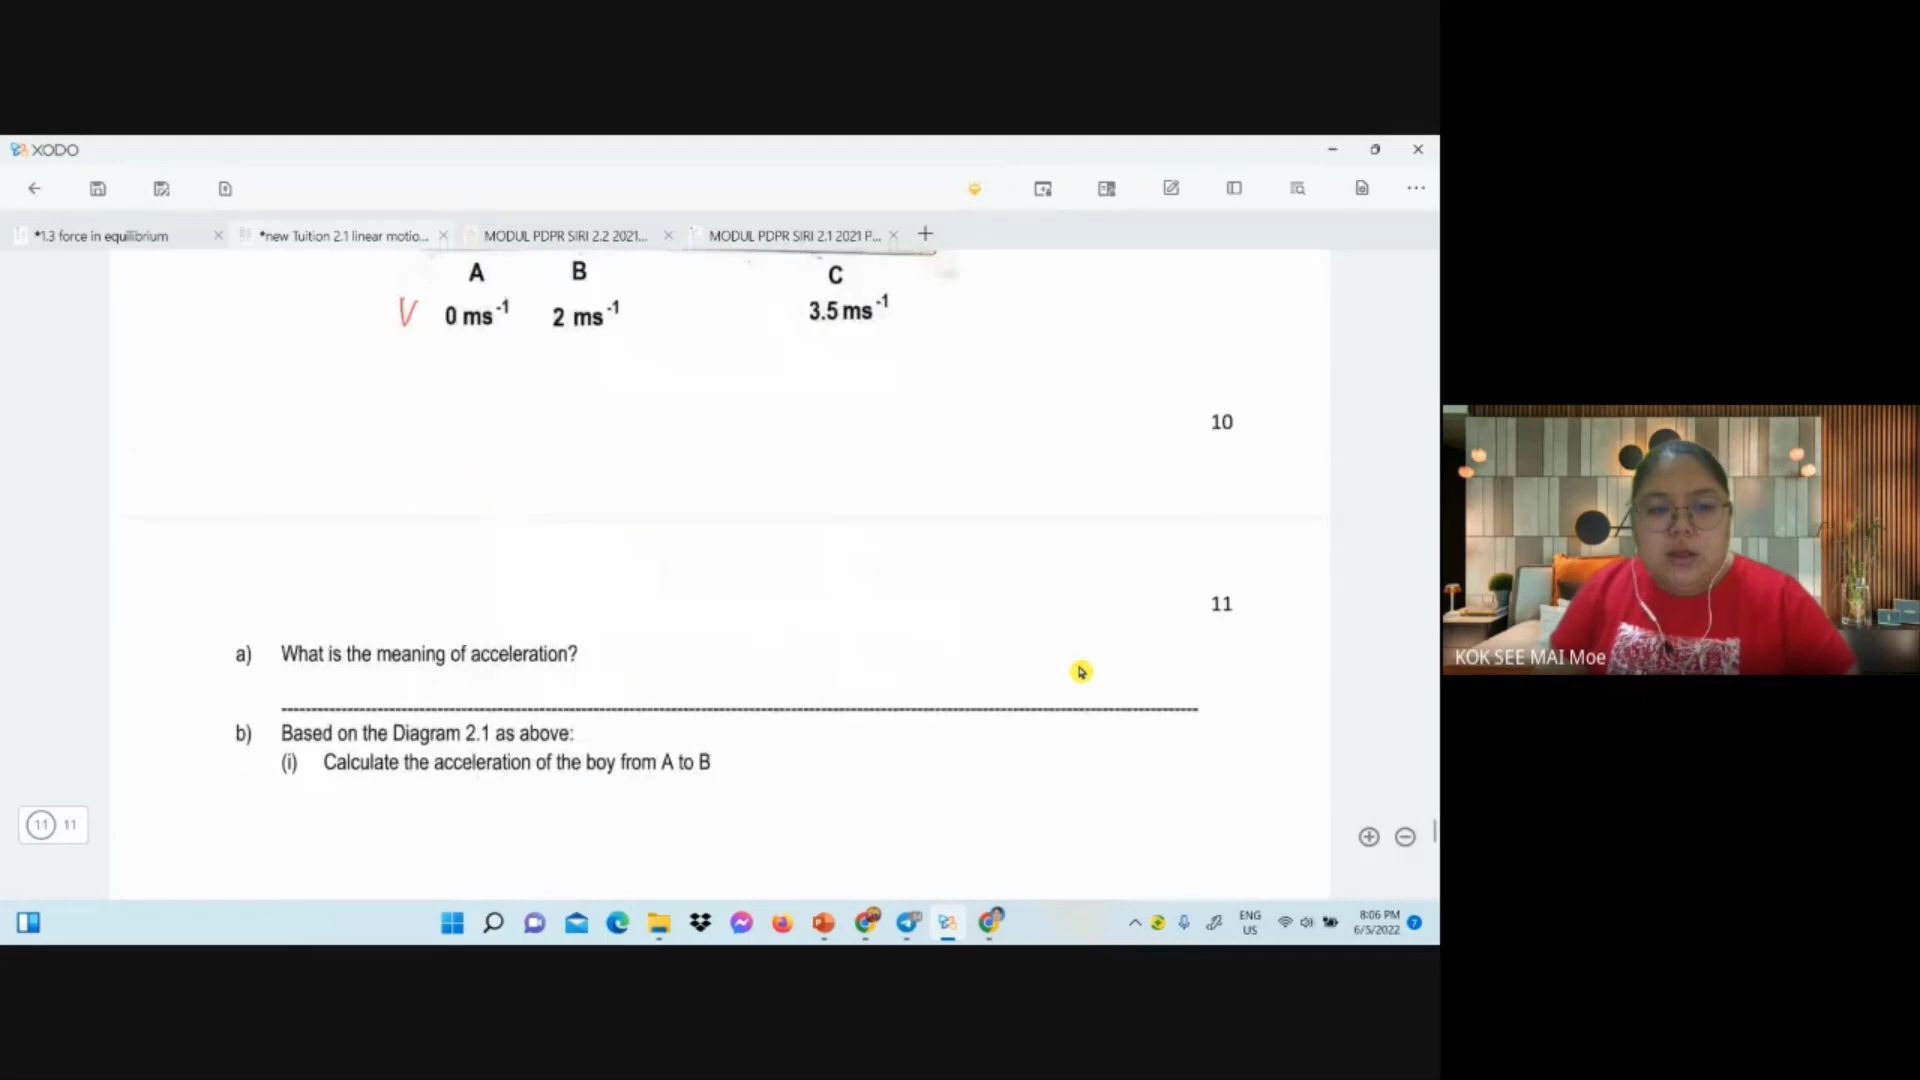 XODO
*1.3 force in equilibrium
*new Tuition 2.1 linear motio...
MODUL PDPR SIRI 2.2 2021...
MODUL PDPR SIRI 2.1 2021 P...
A B C
V 0 ms-1 2 ms-1 3.5 ms-1
10
11
a) What is the meaning of acceleration?
b) Based on the Diagram 2.1 as above:
(i) Calculate the acceleration of the boy from A to B
11 11
KOK SEE MAI Moe
ENG
US
8:06 PM
6/5/2022
7